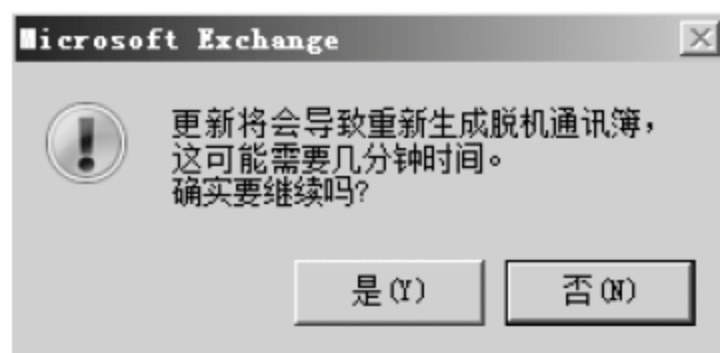 Microsoft Exchange
更新将会导致重新生成脱机通讯簿，
这可能需要几分钟时间。
确实要继续吗?
是(Y)
否(N)